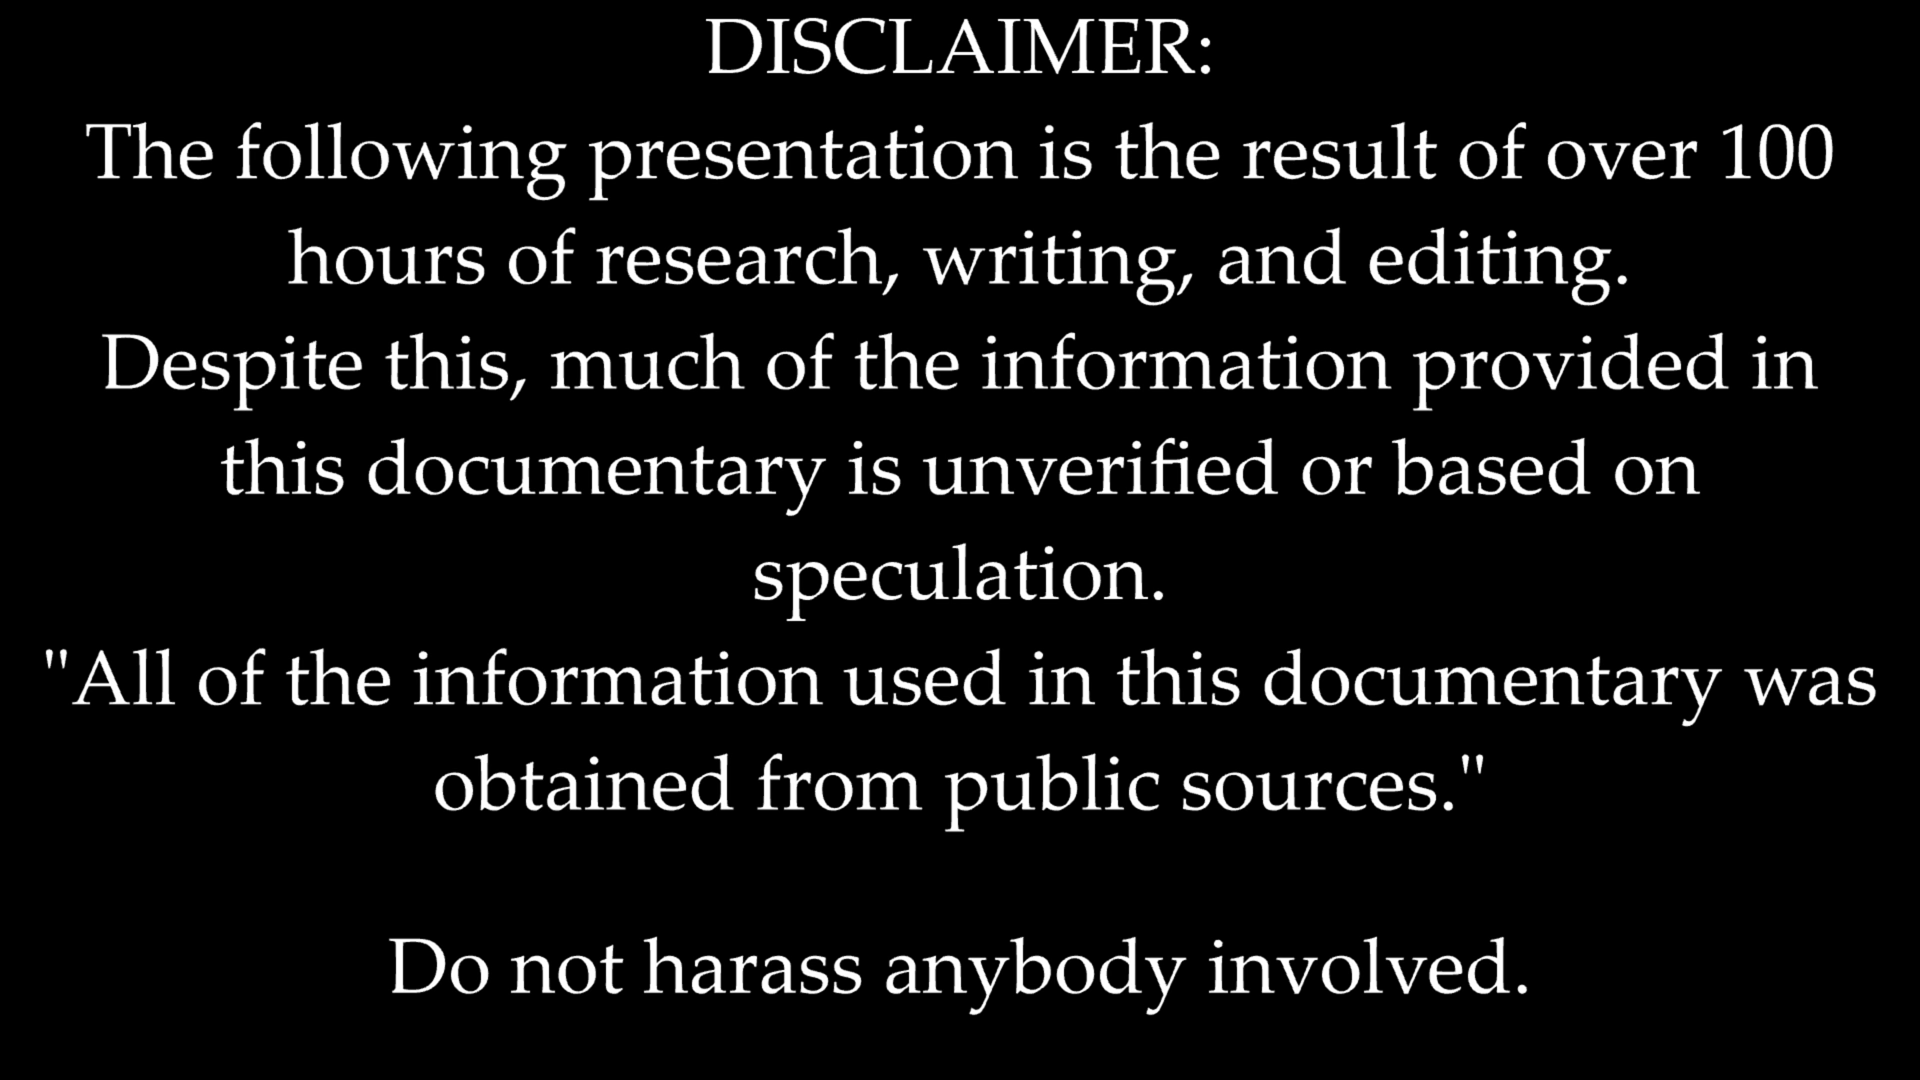 DISCLAIMER:
The following presentation is the result of over 100
hours of research, writing, and editing.
Despite this, much of the information provided in
this documentary is unverified or based on
speculation.
"All of the information used in this documentary was
obtained from public sources."
Do not harass anybody involved.